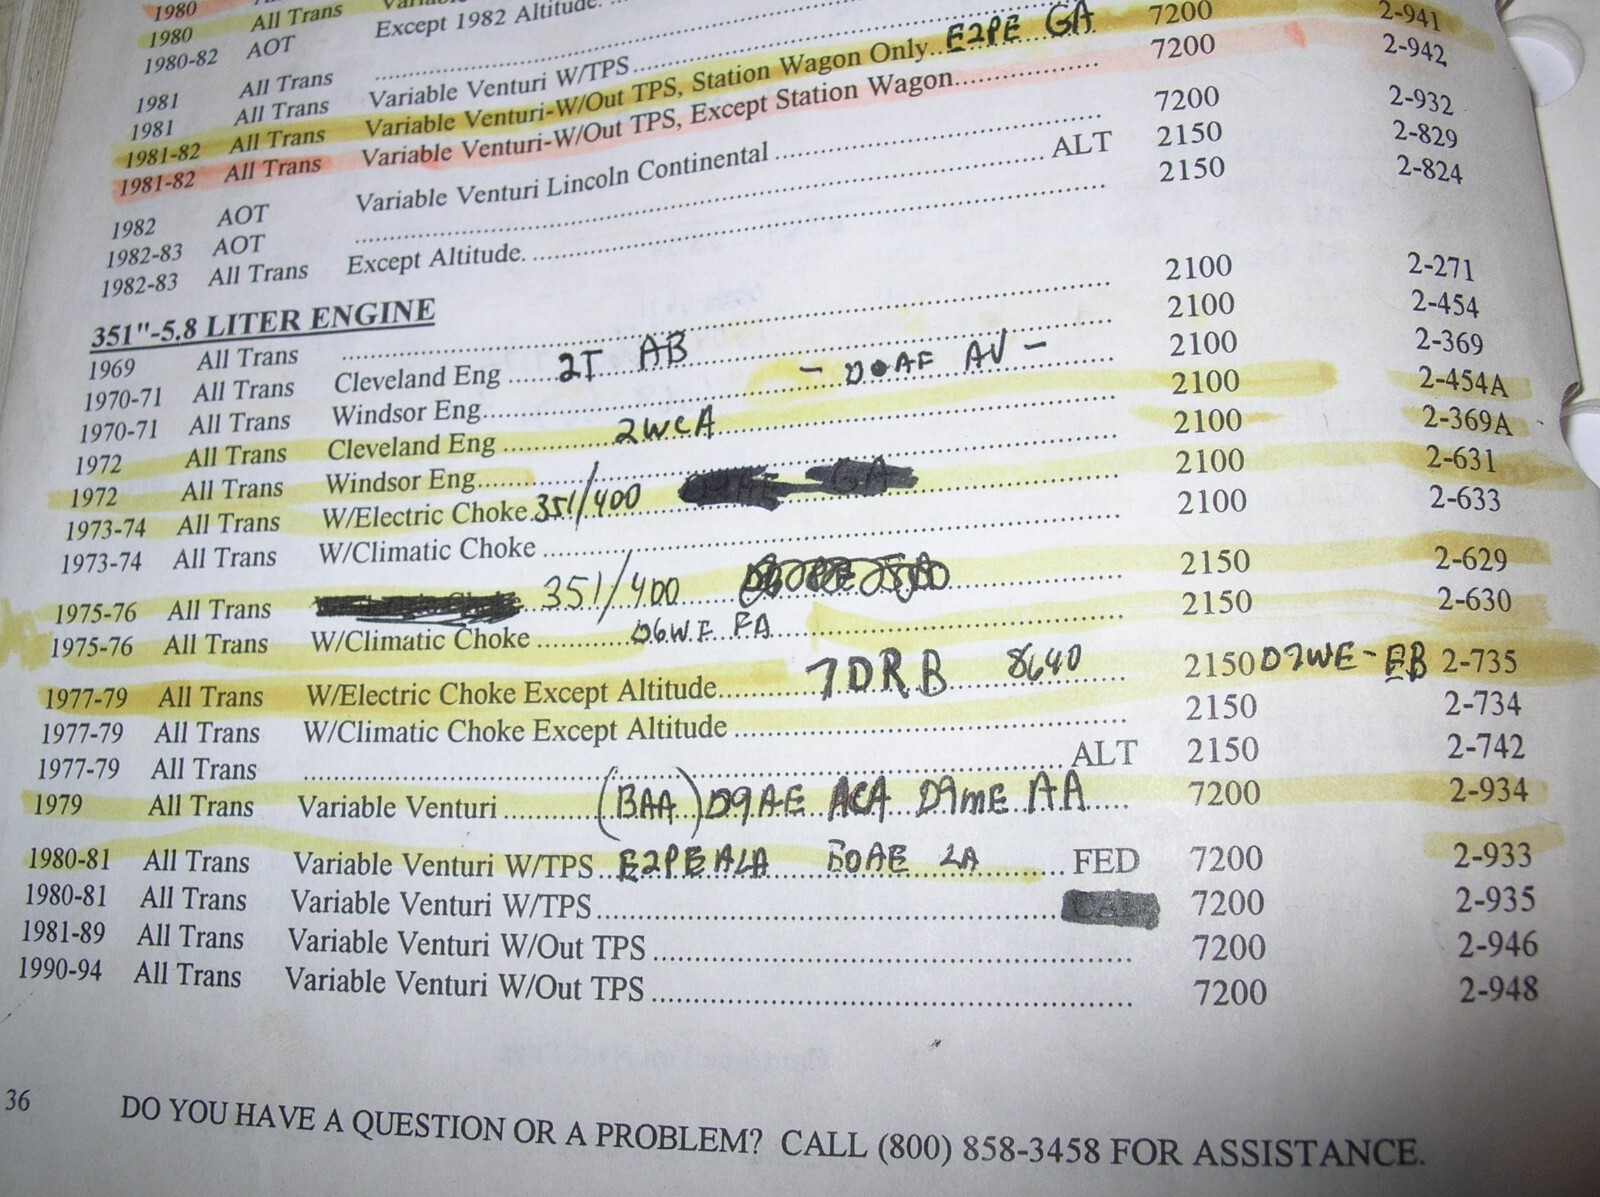 1980
1980 All Trans
1980-82 AOT Except 1982 Altitude
1981 All Trans
1981 All Trans Variable Venturi W/TPS
1981-82 All Trans Variable Venturi-W/Out TPS, Station Wagon Only E2PE GA 7200 2-941
1981-82 All Trans Variable Venturi-W/Out TPS, Except Station Wagon 7200 2-942
1982 AOT Variable Venturi Lincoln Continental 7200 2-932
1982-83 AOT ALT 2150 2-829
1982-83 All Trans Except Altitude. 2150 2-824
351"-5.8 LITER ENGINE
1969 All Trans 2100 2-271
1970-71 All Trans Cleveland Eng 2T AB 2100 2-454
1970-71 All Trans Windsor Eng - DOAF AV - 2100 2-369
1972 All Trans Cleveland Eng 2WCA 2100 2-454A
1972 All Trans Windsor Eng 2100 2-369A
1973-74 All Trans W/Electric Choke 351/400 2100 2-631
1973-74 All Trans W/Climatic Choke 2100 2-633
1975-76 All Trans 351/400 2150 2-629
1975-76 All Trans W/Climatic Choke D6WE FA 2150 2-630
1977-79 All Trans W/Electric Choke Except Altitude 7DRB 8640 2150 D7WE-EB 2-735
1977-79 All Trans W/Climatic Choke Except Altitude 2150 2-734
1977-79 All Trans ALT 2150 2-742
1979 All Trans Variable Venturi (BAA) D9AE ACA D9ME AA 7200 2-934
1980-81 All Trans Variable Venturi W/TPS E2PE ALA EOAE LA FED 7200 2-933
1980-81 All Trans Variable Venturi W/TPS CAL 7200 2-935
1981-89 All Trans Variable Venturi W/Out TPS 7200 2-946
1990-94 All Trans Variable Venturi W/Out TPS 7200 2-948
36 DO YOU HAVE A QUESTION OR A PROBLEM? CALL (800) 858-3458 FOR ASSISTANCE.